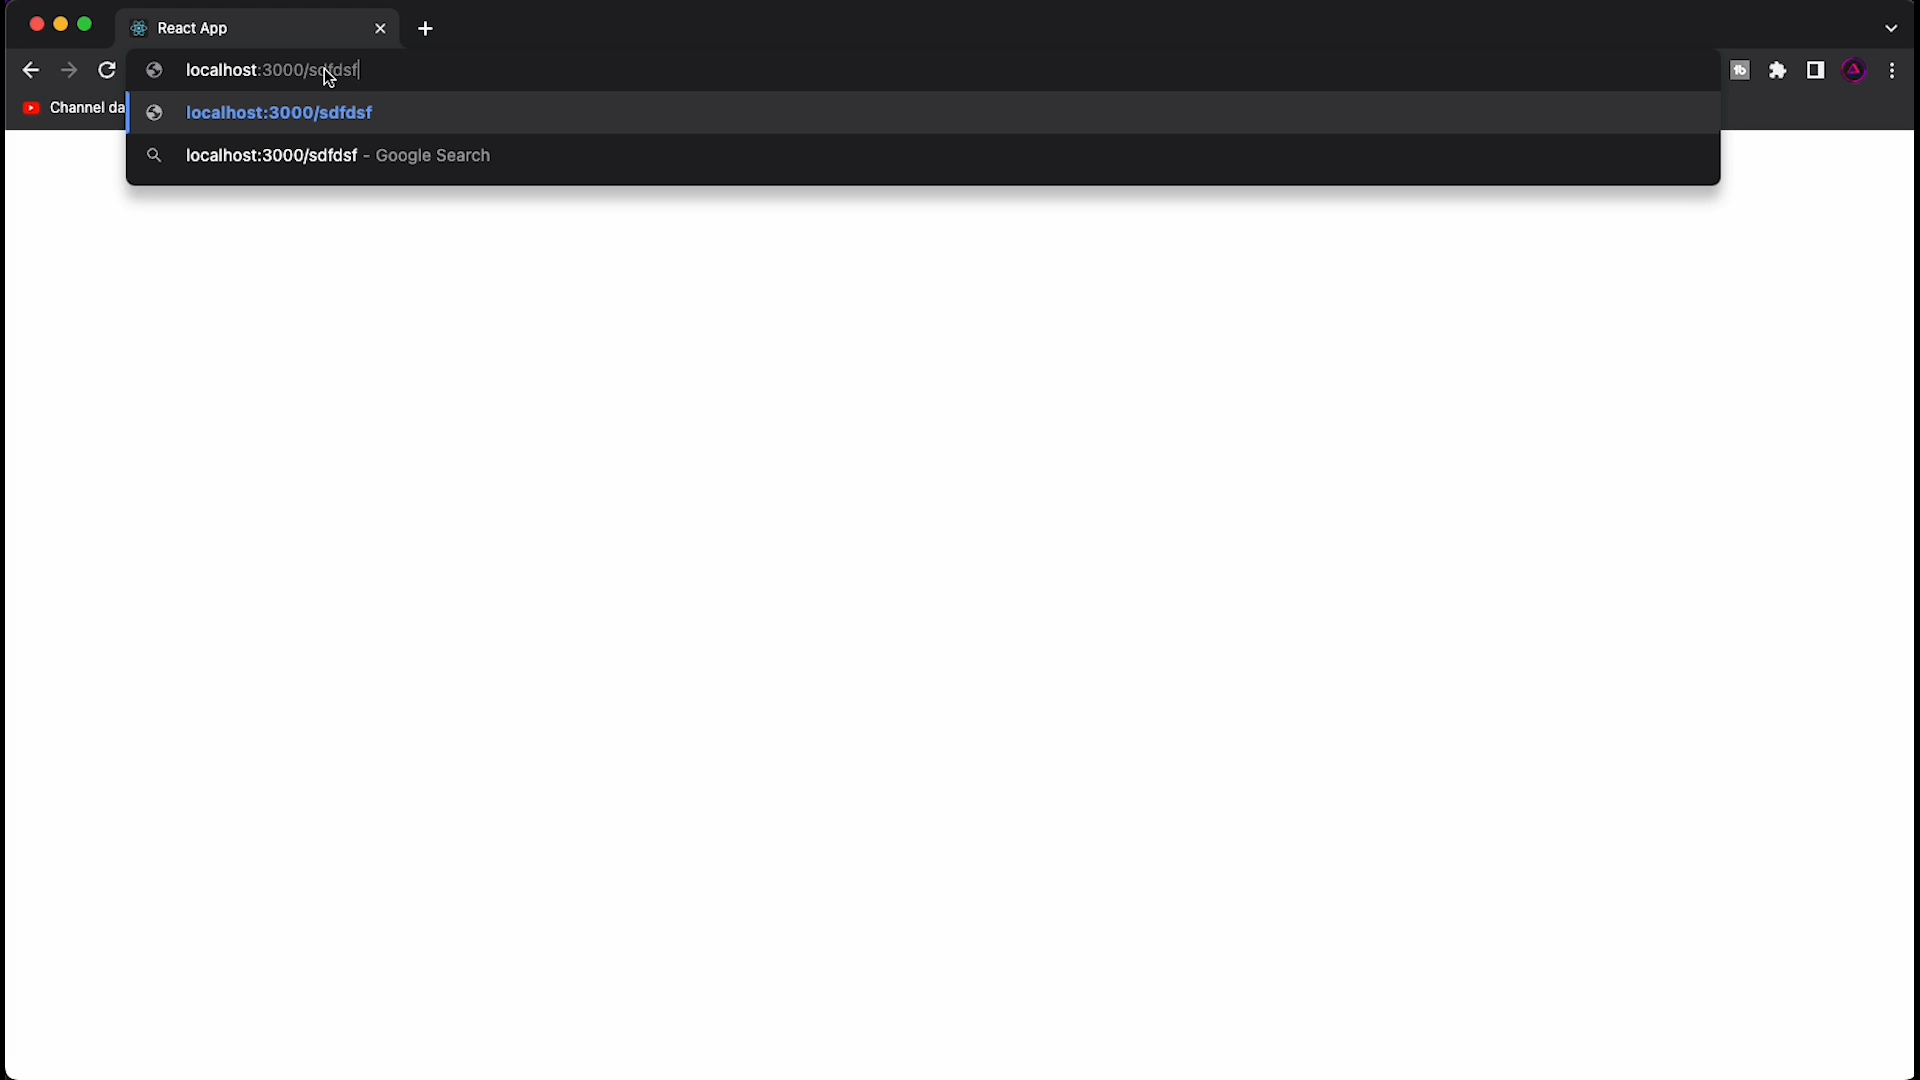 React App
localhost:3000/sdfdsf
Channel da
localhost:3000/sdfdsf
localhost:3000/sdfdsf - Google Search